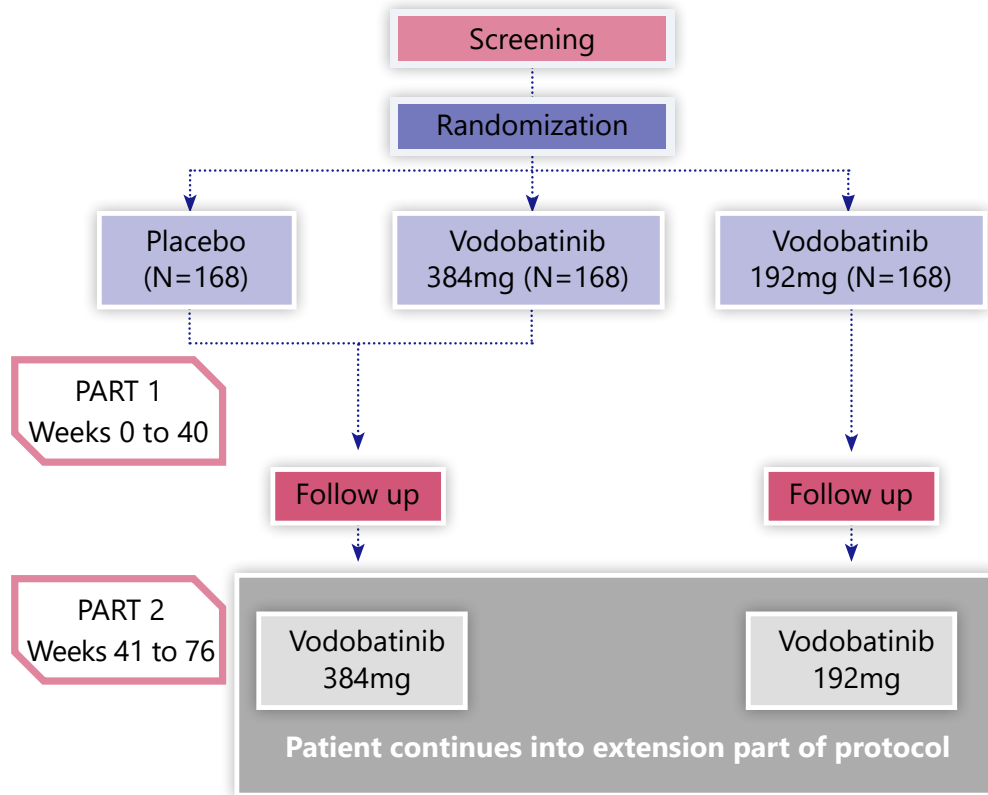 Screening
Randomization
Placebo
(N=168)
Vodobatinib
384mg (N=168)
Vodobatinib
192mg (N=168)
PART 1
Weeks 0 to 40
Follow up
Follow up
PART 2
Weeks 41 to 76
Vodobatinib
384mg
Vodobatinib
192mg
Patient continues into extension part of protocol